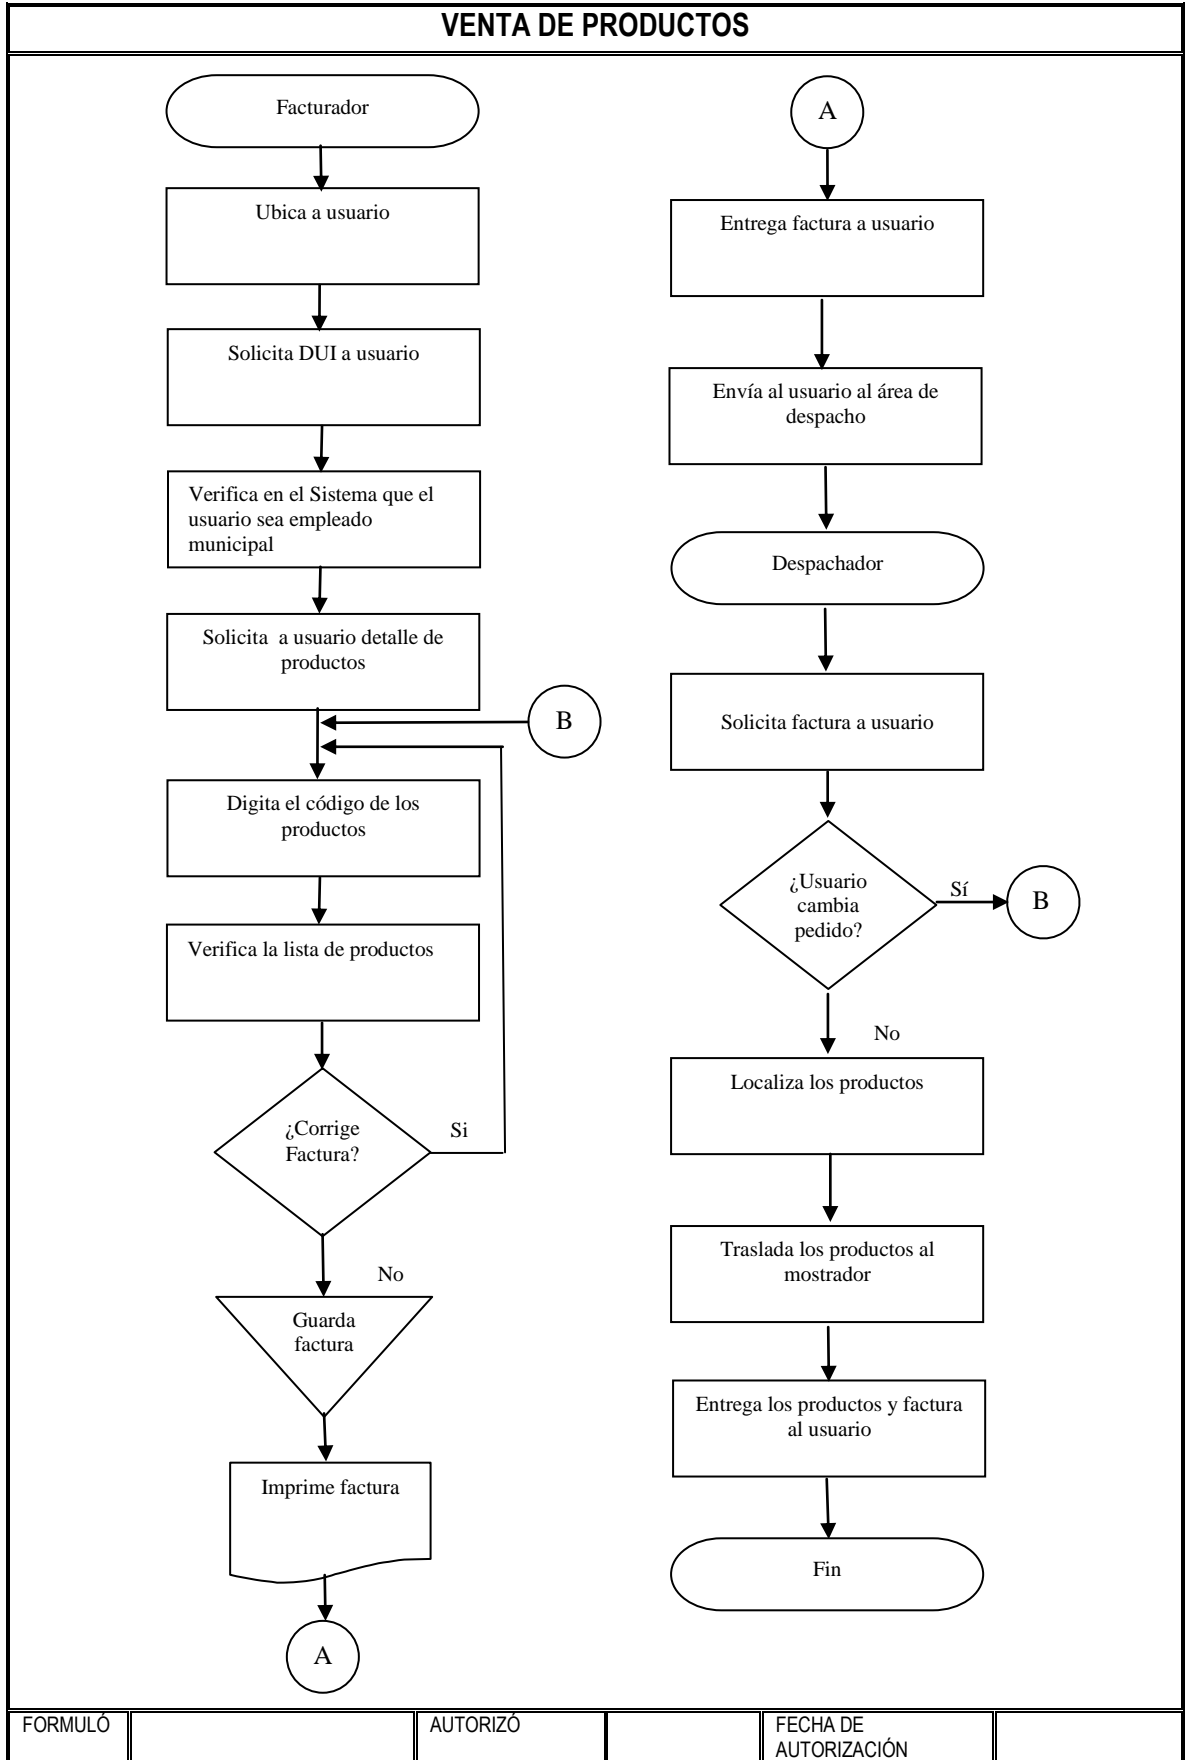 VENTA DE PRODUCTOS
Facturador
Ubica a usuario
Solicita DUI a usuario
Verifica en el Sistema que el
usuario sea empleado
municipal
Solicita a usuario detalle de
productos
B
Digita el código de los
productos
Verifica la lista de productos
¿Corrige
Factura?
Si
No
Guarda
factura
Imprime factura
A
A
Entrega factura a usuario
Envía al usuario al área de
despacho
Despachador
Solicita factura a usuario
¿Usuario
cambia
pedido?
Sí
B
No
Localiza los productos
Traslada los productos al
mostrador
Entrega los productos y factura
al usuario
Fin
FORMULÓ
AUTORIZÓ
FECHA DE
AUTORIZACIÓN